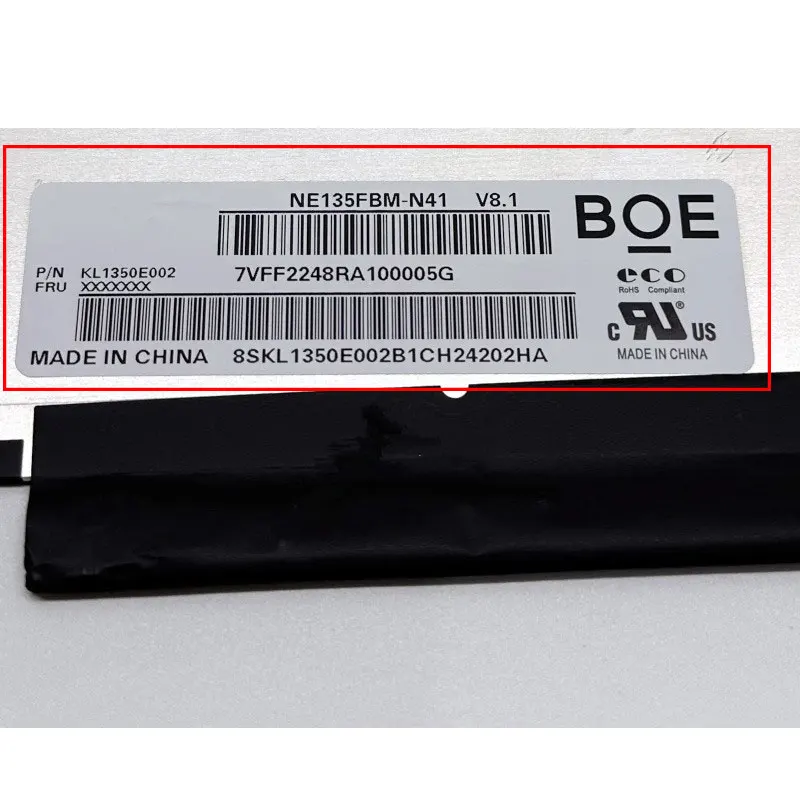 NE135FBM-N41 V8.1
BOE
P/N KL1350E002
7VFF2248RA100005G
FRU XXXXXXX
eco
RoHS Compliant
C RU® US
MADE IN CHINA 8SKL1350E002B1CH24202HA
MADE IN CHINA